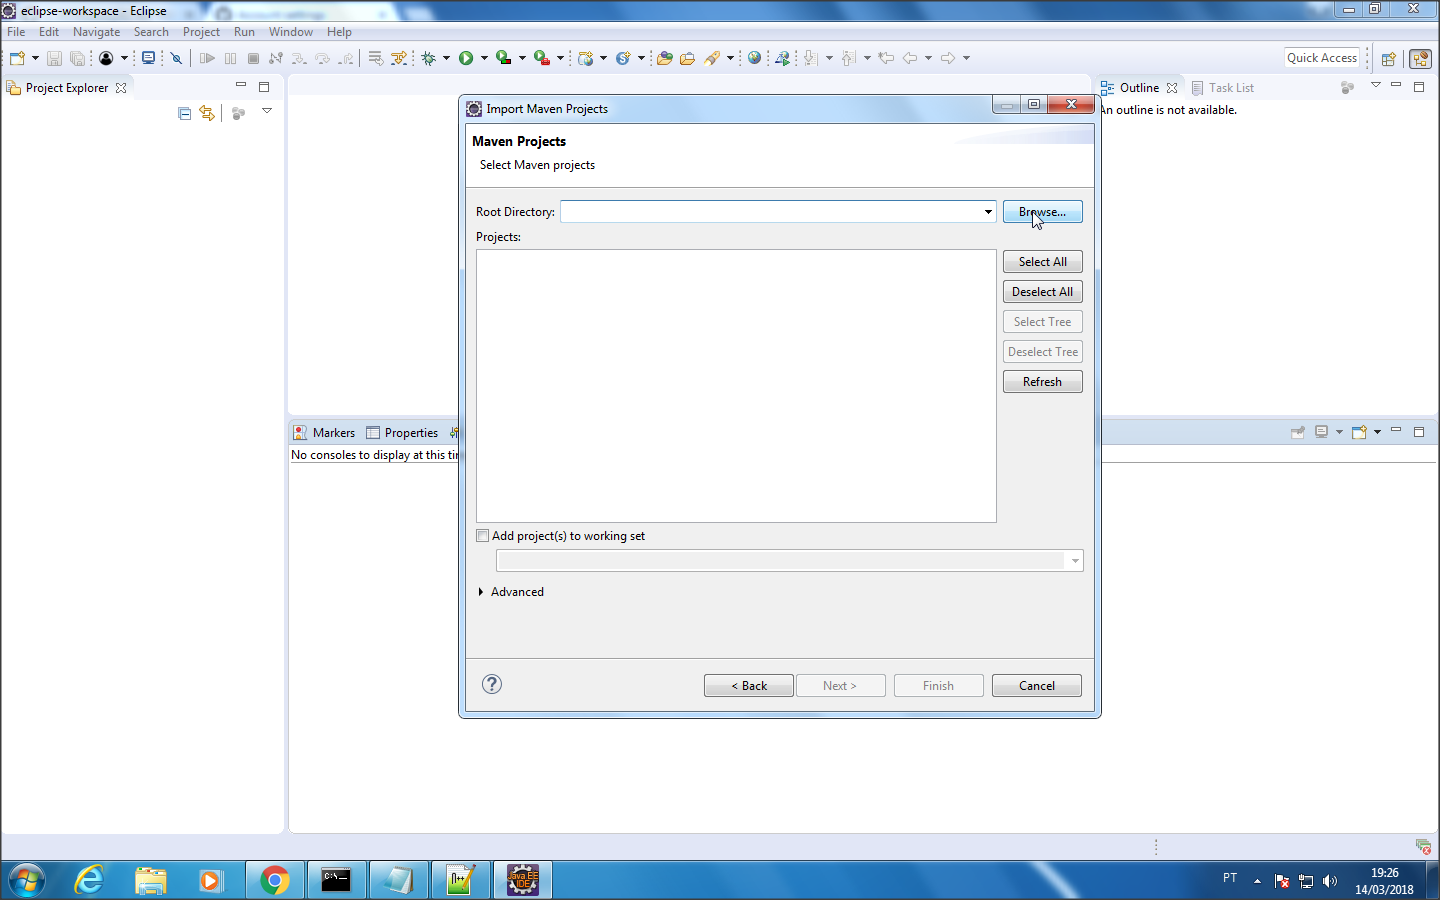 eclipse-workspace - Eclipse
File Edit Navigate Search Project Run Window Help
Quick Access
Project Explorer
Outline Task List
An outline is not available.
Import Maven Projects
Maven Projects
Select Maven projects
Root Directory:
Browse...
Projects:
Select All
Deselect All
Select Tree
Deselect Tree
Refresh
Markers Properties
No consoles to display at this
Add project(s) to working set
Advanced
< Back Next > Finish Cancel
Java EE
IDE
C:\._
N++
PT
19:26
14/03/2018